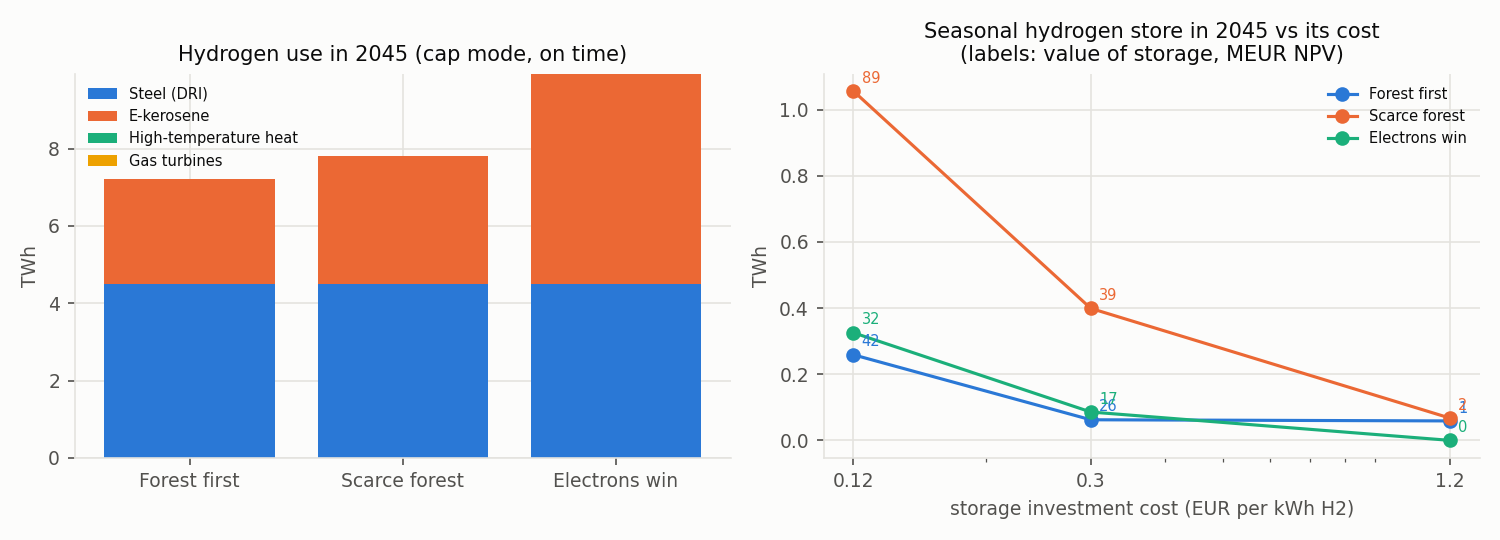 Hydrogen use in 2045 (cap mode, on time)
Steel (DRI)
E-kerosene
High-temperature heat
Gas turbines
TWh
8
6
4
2
0
Forest first
Scarce forest
Electrons win
Seasonal hydrogen store in 2045 vs its cost
(labels: value of storage, MEUR NPV)
Forest first
Scarce forest
Electrons win
TWh
1.0
0.8
0.6
0.4
0.2
0.0
89
32
42
39
17
26
2
1
0
0.12
0.3
1.2
storage investment cost (EUR per kWh H2)